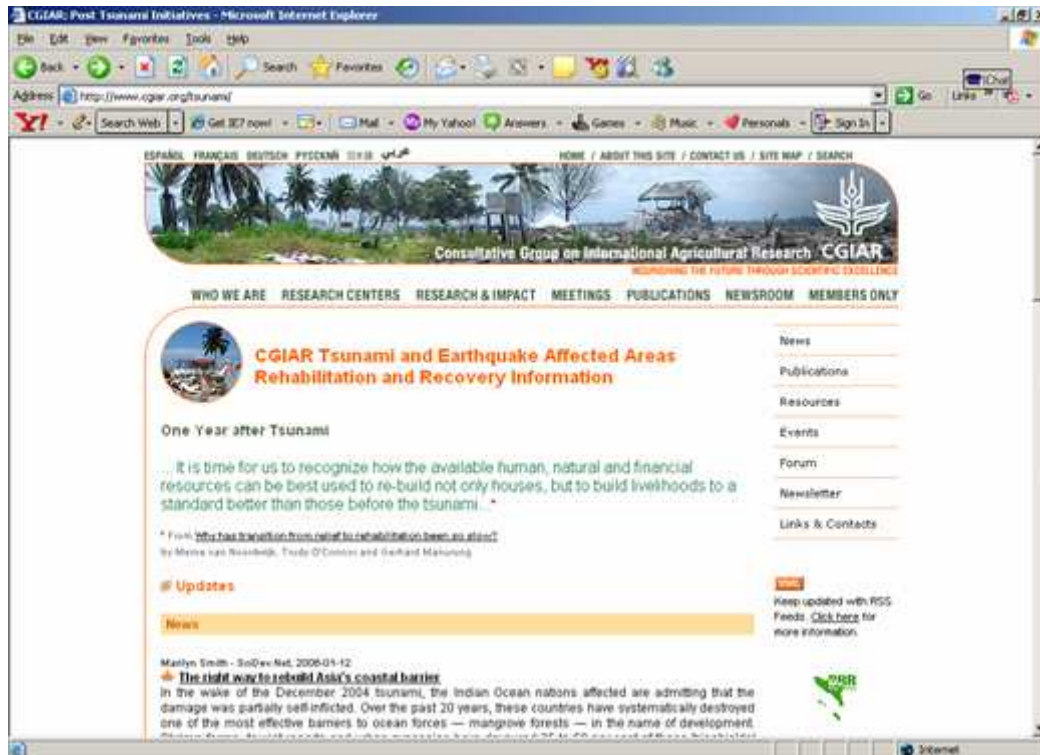 CGIAR: Post Tsunami Initiatives - Microsoft Internet Explorer
File Edit View Favorites Tools Help
Back Search Favorites
Address http://www.cgiar.org/tsunami/ Go Links
Y! Search Web Get IE7 now! Mail My Yahoo! Answers Games Music Personals Sign In
ESPAÑOL FRANÇAIS DEUTSCH عربي
HOME / ABOUT THIS SITE / CONTACT US / SITE MAP / SEARCH
Consultative Group on International Agricultural Research CGIAR
NOURISHING THE FUTURE THROUGH SCIENTIFIC EXCELLENCE
WHO WE ARE RESEARCH CENTERS RESEARCH & IMPACT MEETINGS PUBLICATIONS NEWSROOM MEMBERS ONLY
CGIAR Tsunami and Earthquake Affected Areas
Rehabilitation and Recovery Information
One Year after Tsunami
... It is time for us to recognize how the available human, natural and financial
resources can be best used to re-build not only houses, but to build livelihoods to a
standard better than those before the tsunami...*
* From Why has transition from relief to rehabilitation been so slow?
by Meine van Noordwijk, Trudy O'Connor and Gerhard Manurung
Updates
News
Marilyn Smith - SciDev.Net, 2006-01-12
The right way to rebuild Asia's coastal barrier
In the wake of the December 2004 tsunami, the Indian Ocean nations affected are admitting that the
damage was partially self-inflicted. Over the past 20 years, these countries have systematically destroyed
one of the most effective barriers to ocean forces — mangrove forests — in the name of development.
News
Publications
Resources
Events
Forum
Newsletter
Links & Contacts
XML
Keep updated with RSS
Feeds. Click here for
more information.
Internet